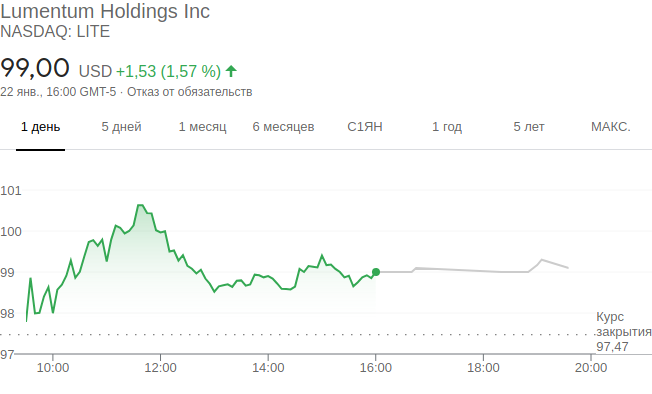 Lumentum Holdings Inc
NASDAQ: LITE
99,00 USD +1,53 (1,57 %)
22 янв., 16:00 GMT-5 · Отказ от обязательств
1 день 5 дней 1 месяц 6 месяцев С1ЯН 1 год 5 лет МАКС.
101
100
99
98
Курс
закрытия
97,47
97
10:00 12:00 14:00 16:00 18:00 20:00